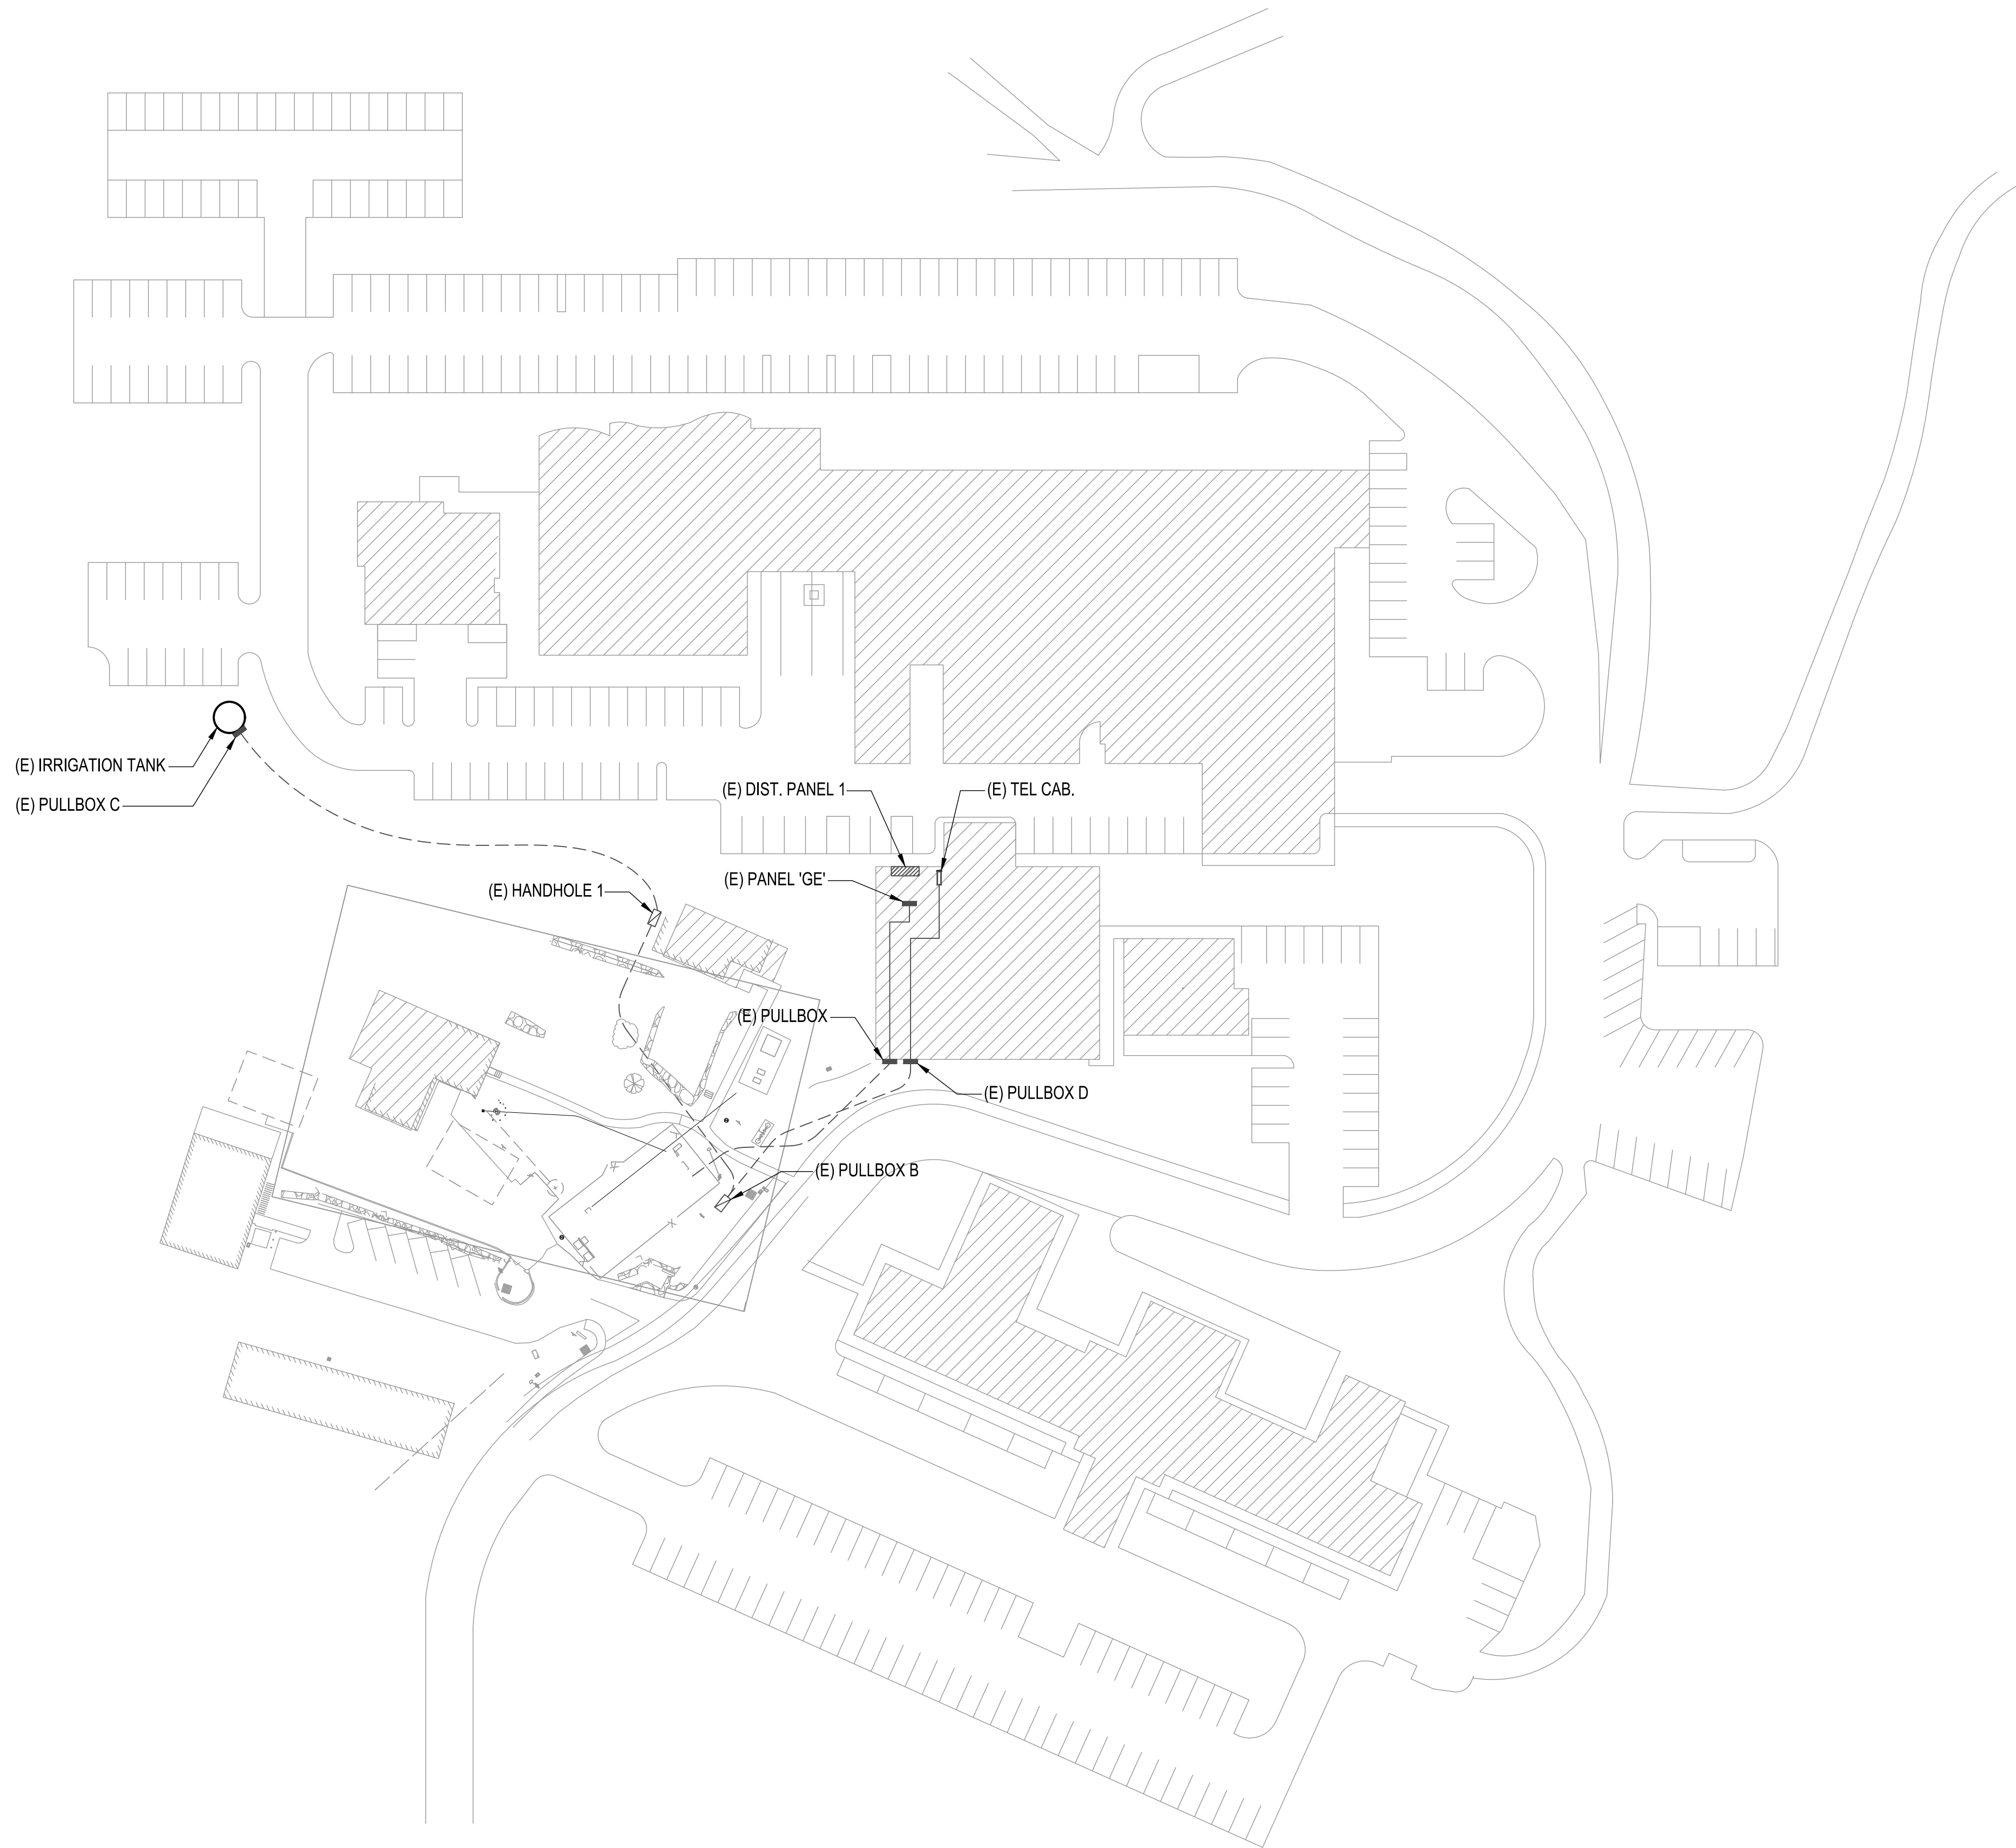 (E) IRRIGATION TANK
(E) PULLBOX C
(E) DIST. PANEL 1
(E) TEL CAB.
(E) PANEL 'GE'
(E) HANDHOLE 1
(E) PULLBOX
(E) PULLBOX D
(E) PULLBOX B